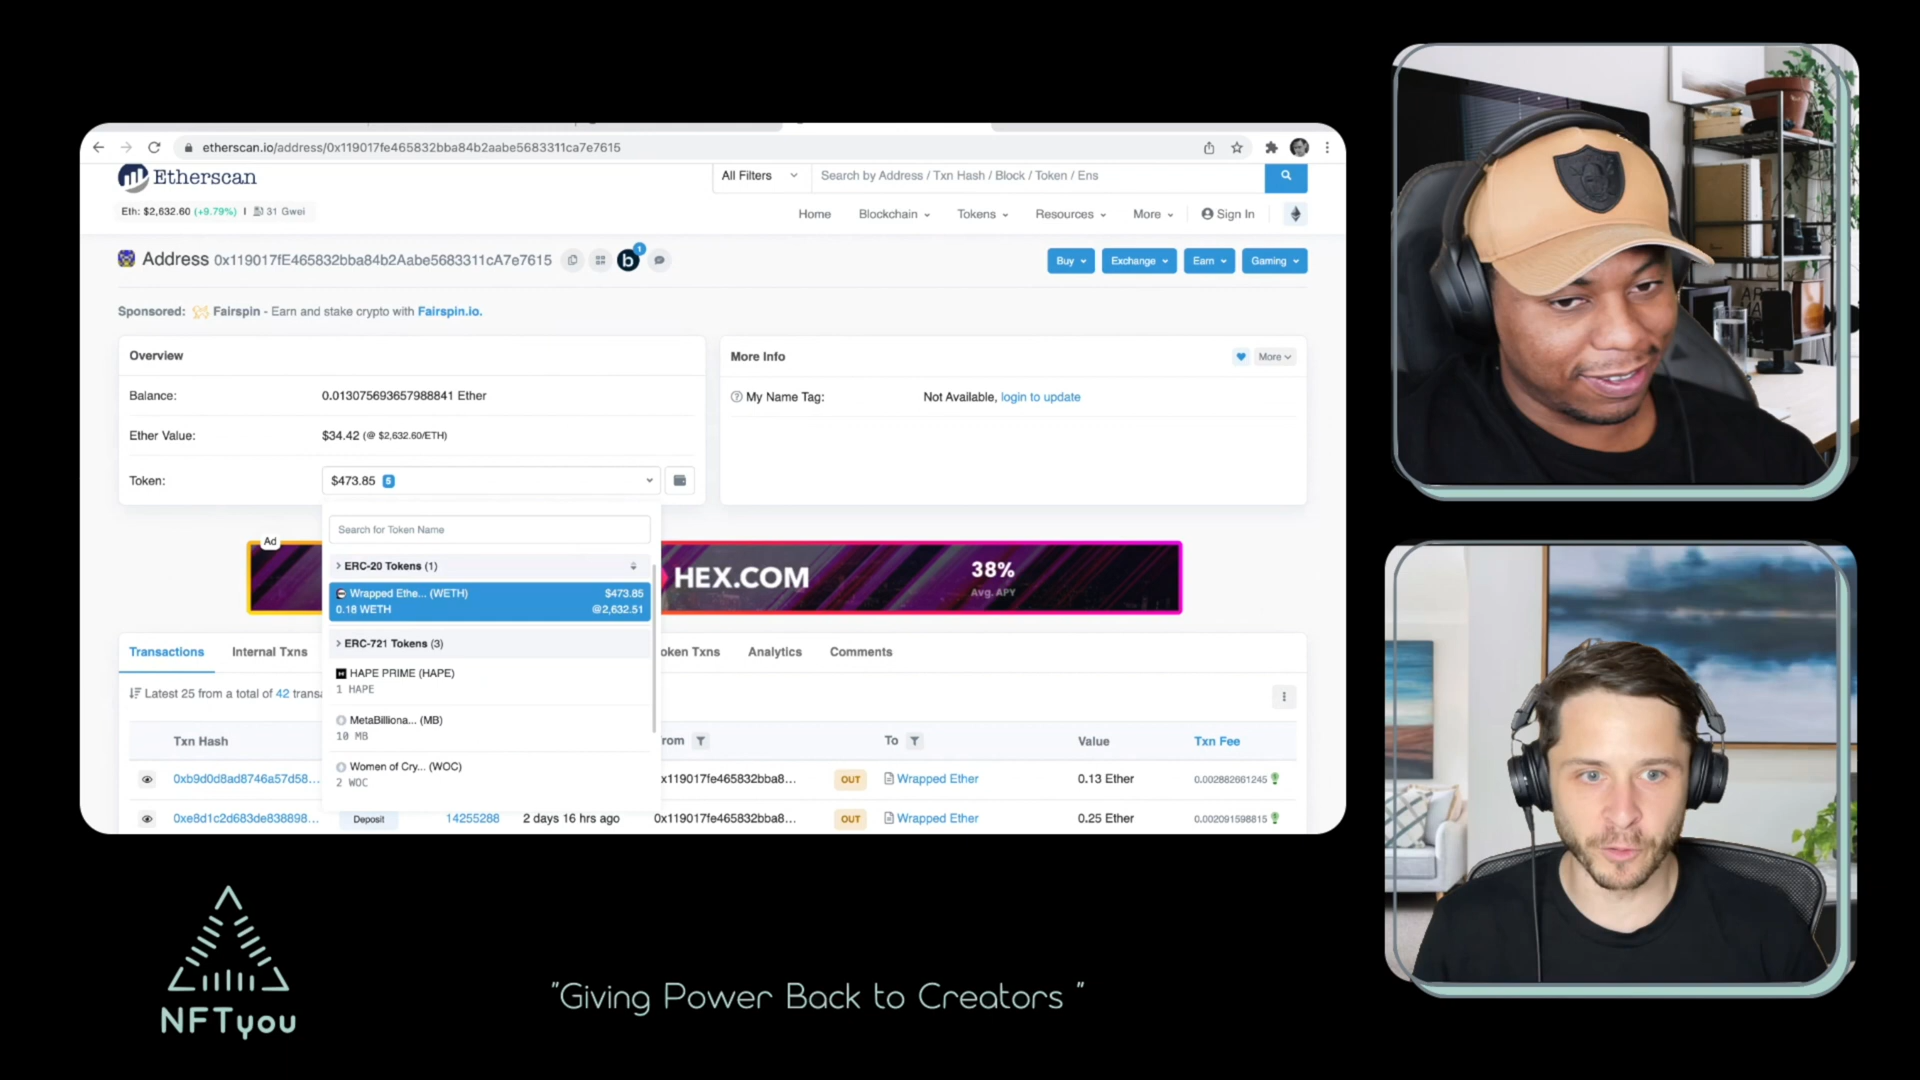 etherscan.io/address/0x119017fe465832bba84b2aabe5683311ca7e7615
Etherscan
All Filters
Search by Address / Txn Hash / Block / Token / Ens
Eth: $2,632.60 (+9.79%) | 31 Gwei
Home
Blockchain
Tokens
Resources
More
Sign In
Address 0x119017fE465832bba84b2Aabe5683311cA7e7615
b
1
Buy
Exchange
Earn
Gaming
Sponsored: Fairspin - Earn and stake crypto with Fairspin.io.
Overview
Balance:
0.013075693657988841 Ether
Ether Value:
$34.42 (@ $2,632.60/ETH)
Token:
$473.85 5
More Info
More
My Name Tag:
Not Available, login to update
Search for Token Name
ERC-20 Tokens (1)
Wrapped Ethe... (WETH)
$473.85
0.18 WETH
@2,632.51
ERC-721 Tokens (3)
HAPE PRIME (HAPE)
1 HAPE
MetaBilliona... (MB)
10 MB
Women of Cry... (WOC)
2 WOC
Ad
HEX.COM
38%
Avg. APY
Transactions
Internal Txns
oken Txns
Analytics
Comments
Latest 25 from a total of 42 transa
Txn Hash
rom
To
Value
Txn Fee
0xb9d0d8ad8746a57d58...
x119017fe465832bba8...
OUT
Wrapped Ether
0.13 Ether
0.002882661245
0xe8d1c2d683de838898...
Deposit
14255288
2 days 16 hrs ago
x119017fe465832bba8...
OUT
Wrapped Ether
0.25 Ether
0.002091598815
NFTyou
"Giving Power Back to Creators "